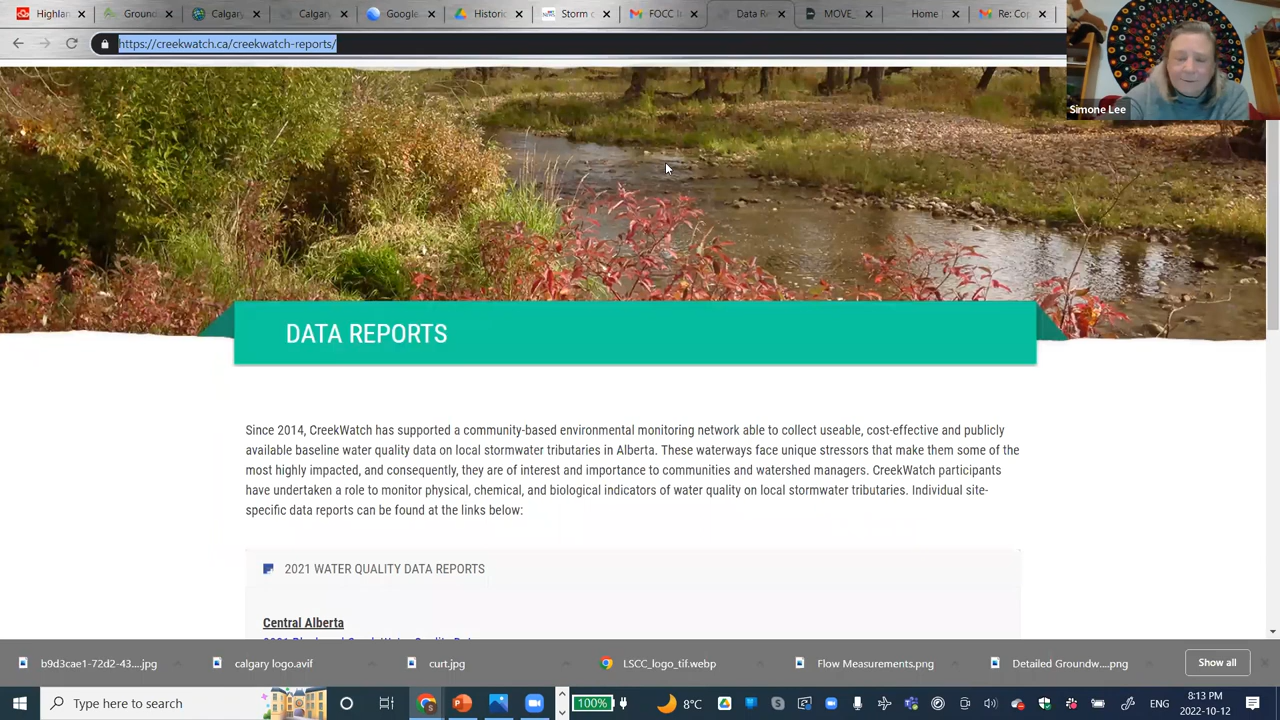 Highlan
Ground
Calgary
Calgary
Google
Historic
Storm c
FOCC I
Data Re
MOVE_
Home |
Re: Cop
https://creekwatch.ca/creekwatch-reports/
Simone Lee
DATA REPORTS
Since 2014, CreekWatch has supported a community-based environmental monitoring network able to collect useable, cost-effective and publicly
available baseline water quality data on local stormwater tributaries in Alberta. These waterways face unique stressors that make them some of the
most highly impacted, and consequently, they are of interest and importance to communities and watershed managers. CreekWatch participants
have undertaken a role to monitor physical, chemical, and biological indicators of water quality on local stormwater tributaries. Individual site-
specific data reports can be found at the links below:
2021 WATER QUALITY DATA REPORTS
Central Alberta
b9d3cae1-72d2-43....jpg
calgary logo.avif
curt.jpg
LSCC_logo_tif.webp
Flow Measurements.png
Detailed Groundw....png
Show all
Type here to search
100%
8°C
ENG
8:13 PM
2022-10-12